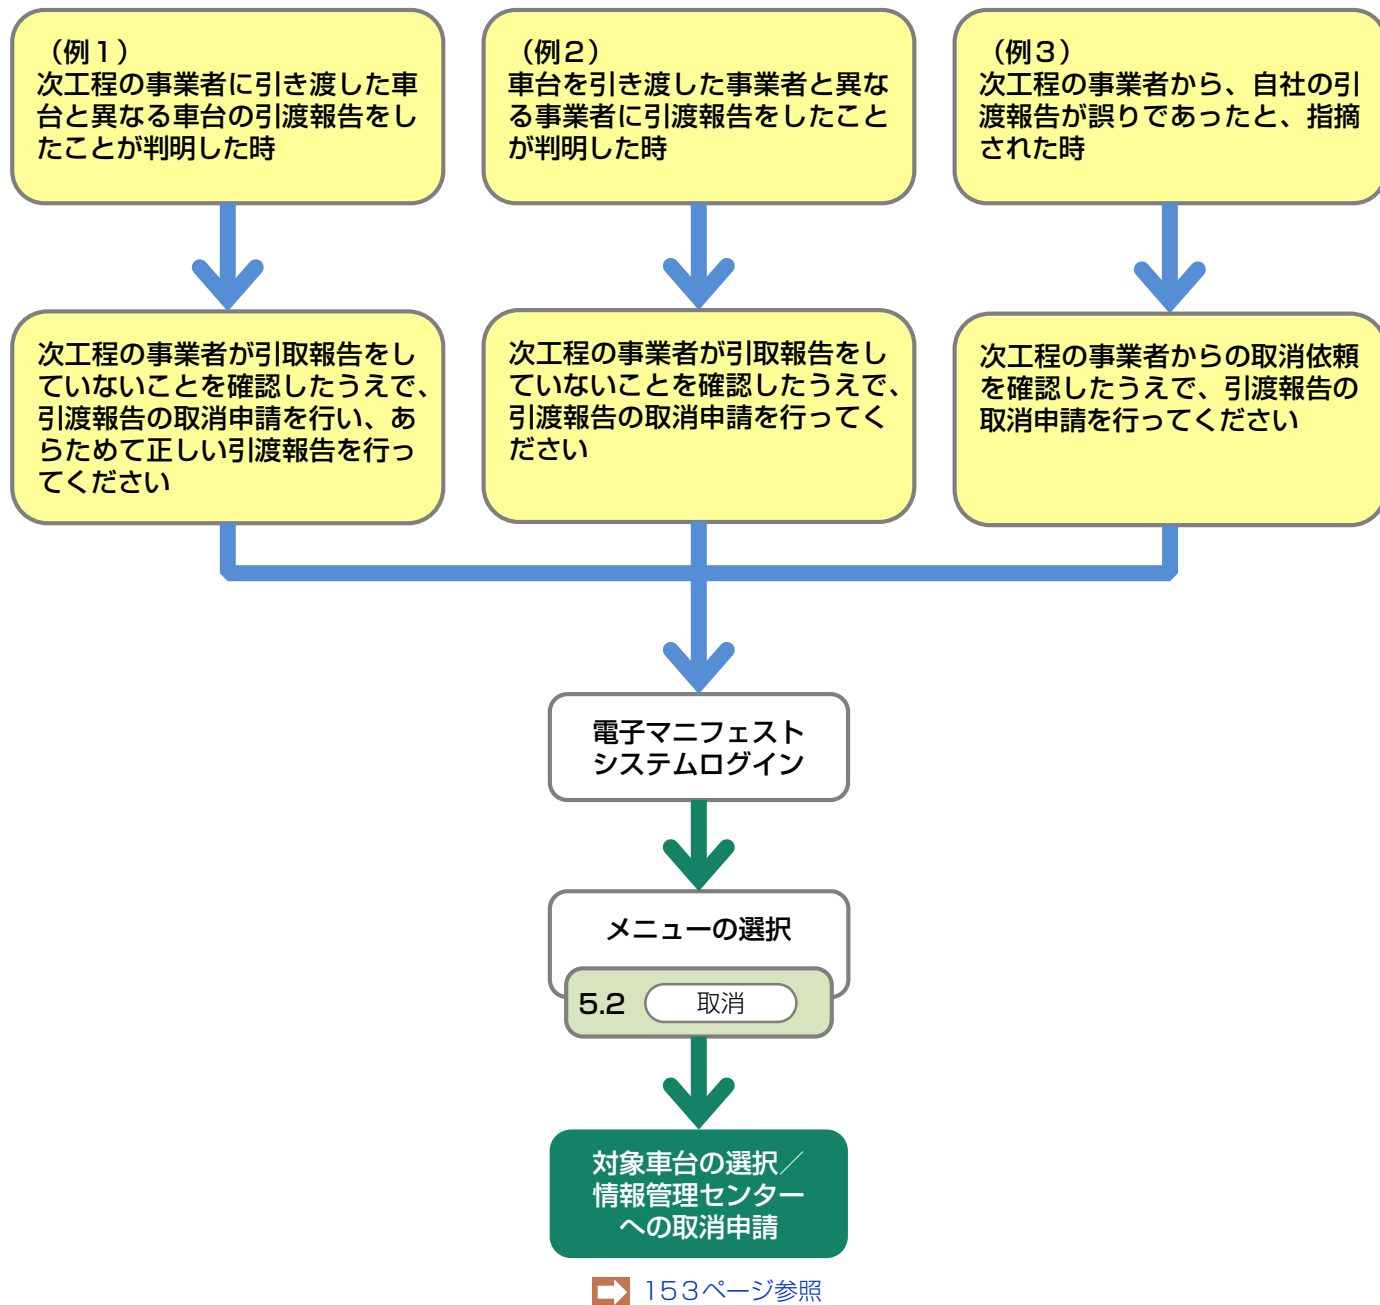 （例１）
次工程の事業者に引き渡した車
台と異なる車台の引渡報告をし
たことが判明した時
（例２）
車台を引き渡した事業者と異な
る事業者に引渡報告をしたこと
が判明した時
（例３）
次工程の事業者から、自社の引
渡報告が誤りであったと、指摘
された時
次工程の事業者が引取報告をし
ていないことを確認したうえで、
引渡報告の取消申請を行い、あ
らためて正しい引渡報告を行っ
てください
次工程の事業者が引取報告をし
ていないことを確認したうえで、
引渡報告の取消申請を行ってく
ださい
次工程の事業者からの取消依頼
を確認したうえで、引渡報告の
取消申請を行ってください
電子マニフェスト
システムログイン
メニューの選択
5.2 取消
対象車台の選択／
情報管理センター
への取消申請
153ページ参照